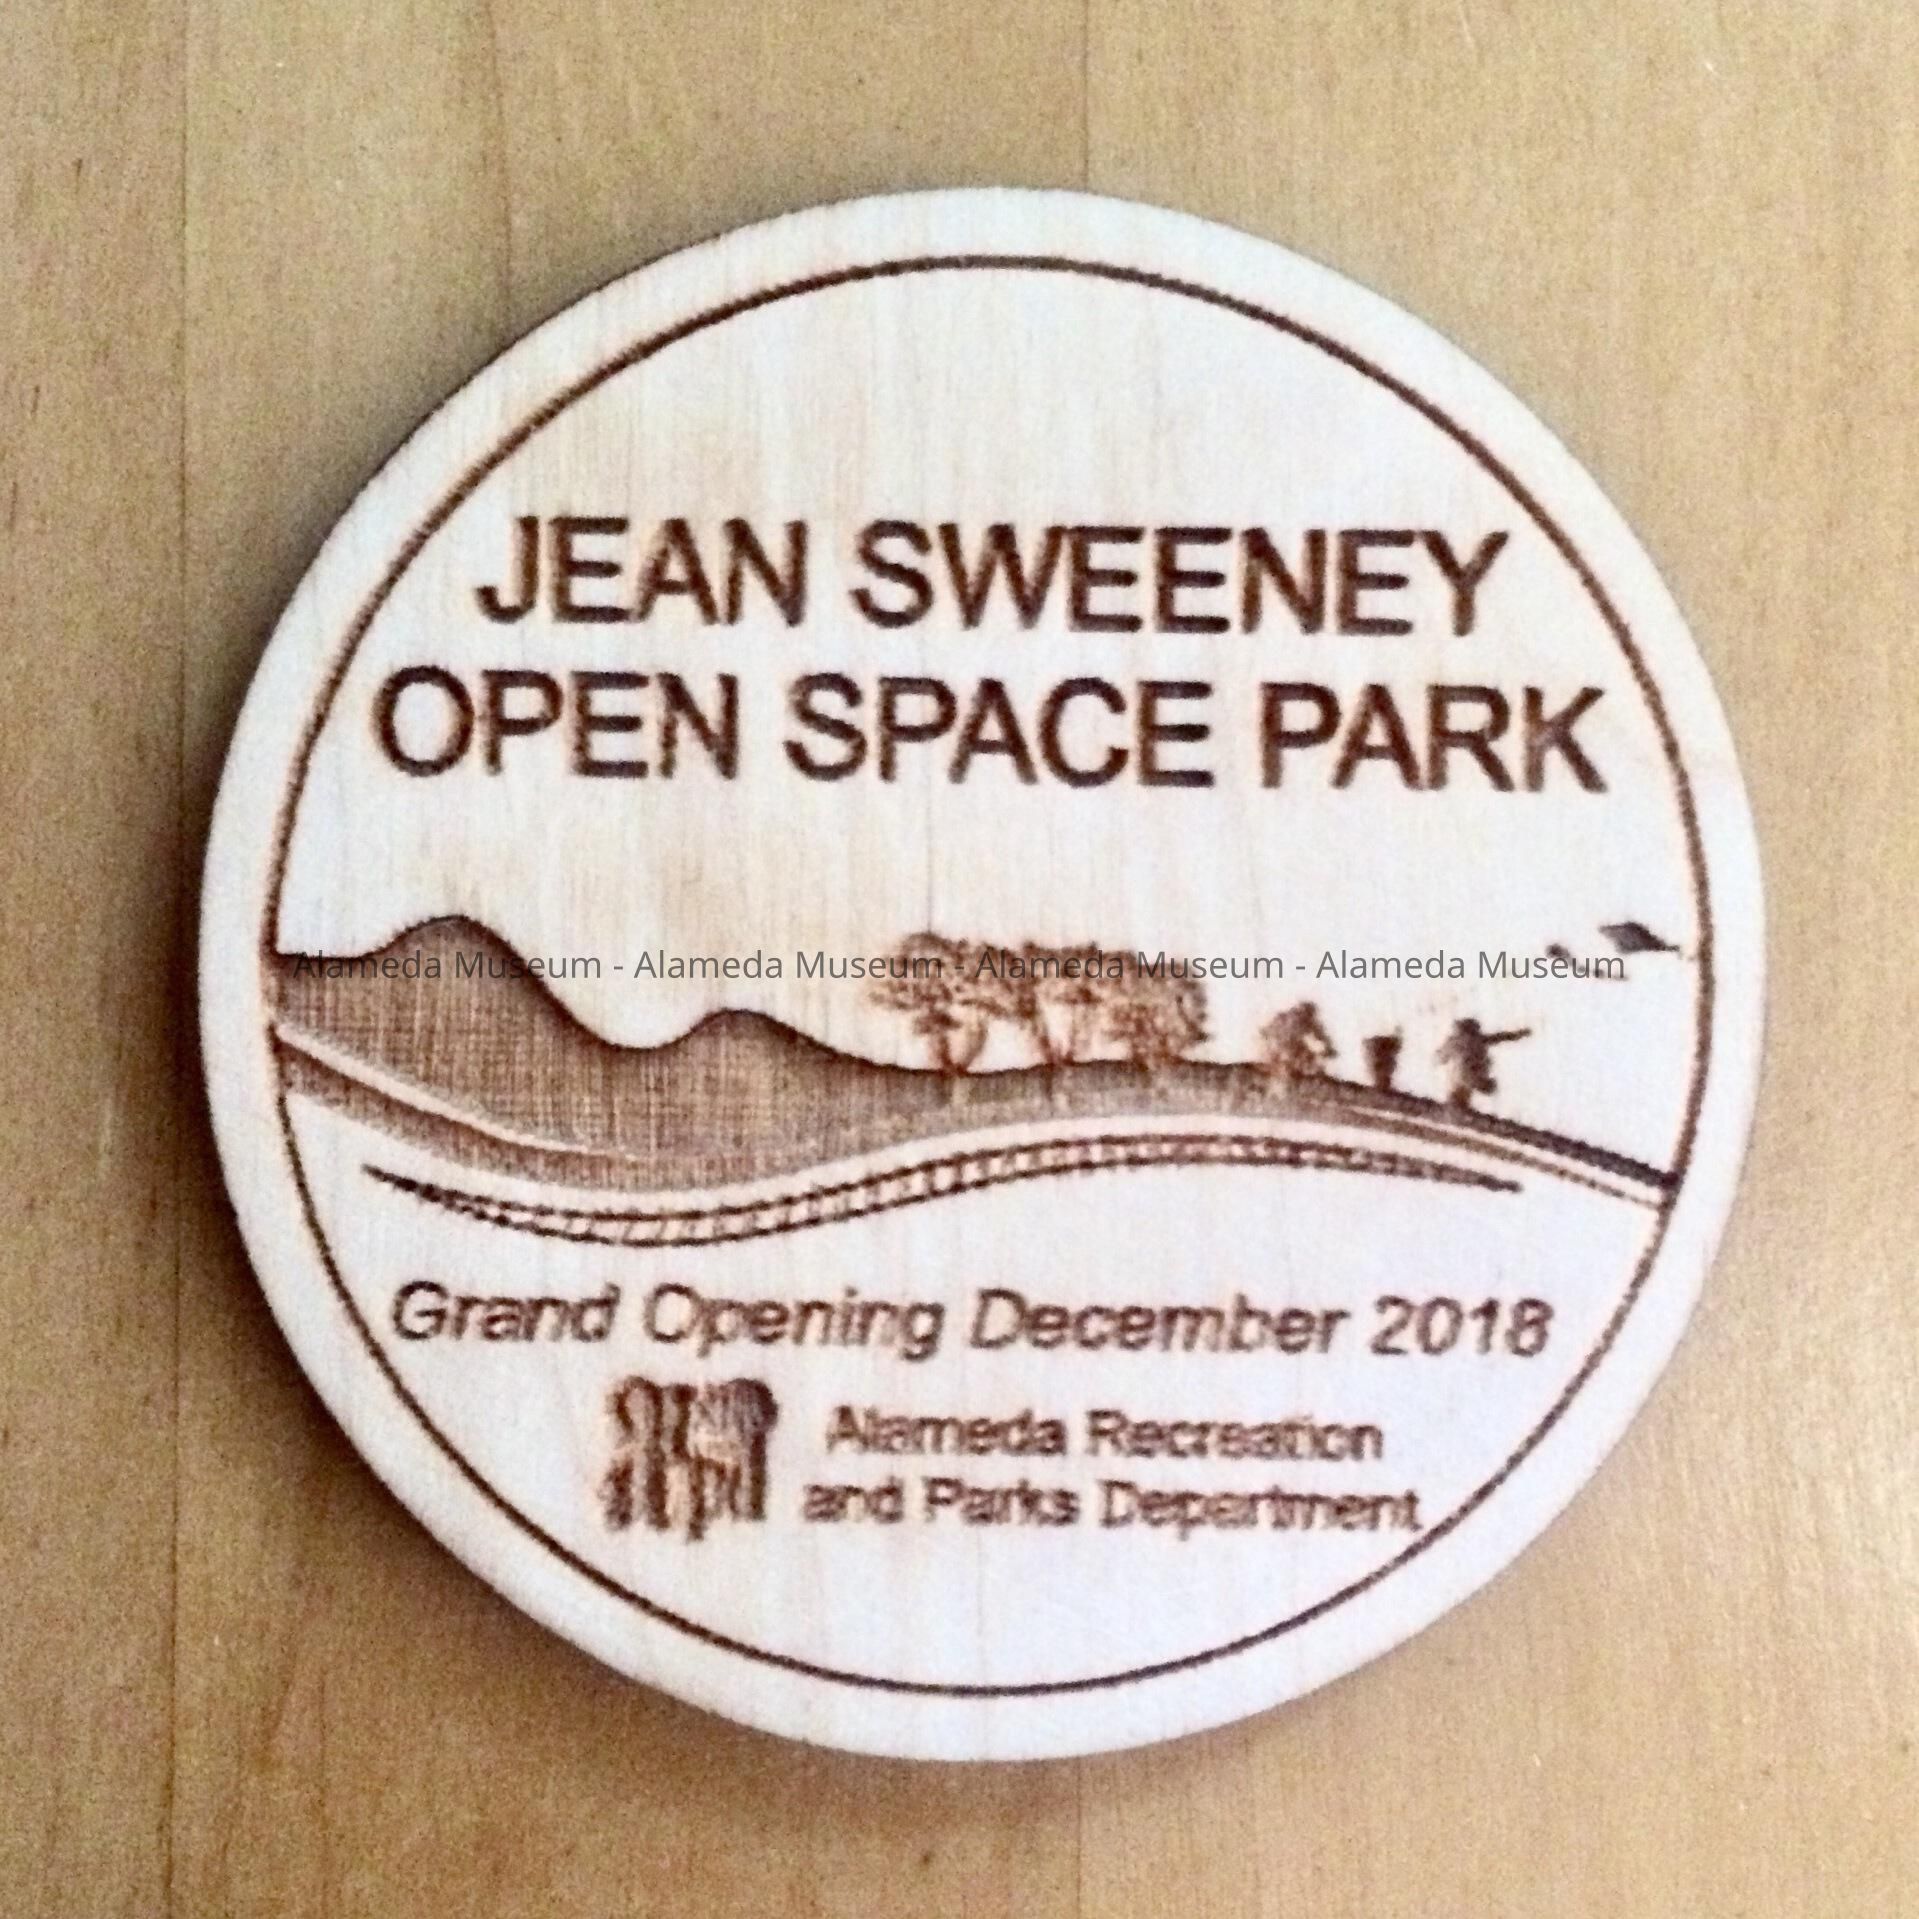 JEAN SWEENEY
OPEN SPACE PARK
Alameda Museum - Alameda Museum - Alameda Museum - Alameda Museum
Grand Opening December 2018
Alameda Recreation
and Parks Department